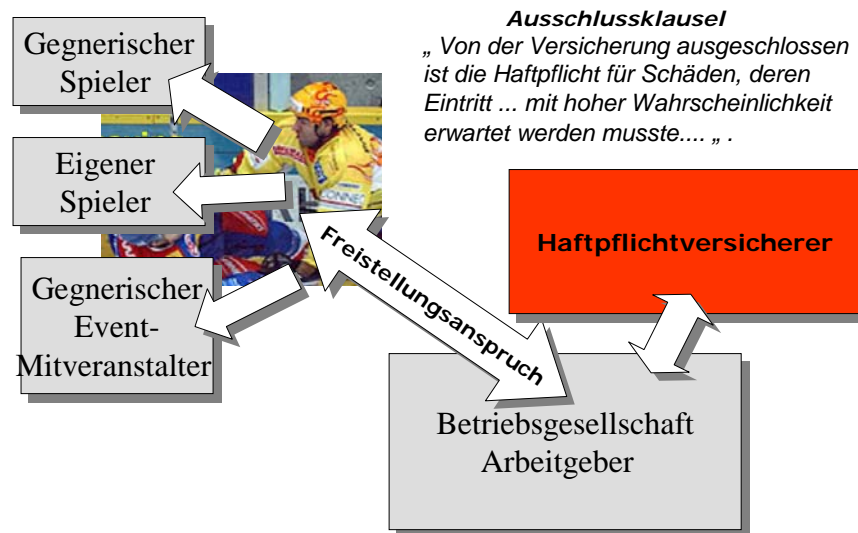 Gegnerischer
Spieler
Eigener
Spieler
Gegnerischer
Event-
Mitveranstalter
Ausschlussklausel
„ Von der Versicherung ausgeschlossen
ist die Haftpflicht für Schäden, deren
Eintritt ... mit hoher Wahrscheinlichkeit
erwartet werden musste.... „ .
Haftpflichtversicherer
Freistellungsanspruch
Betriebsgesellschaft
Arbeitgeber